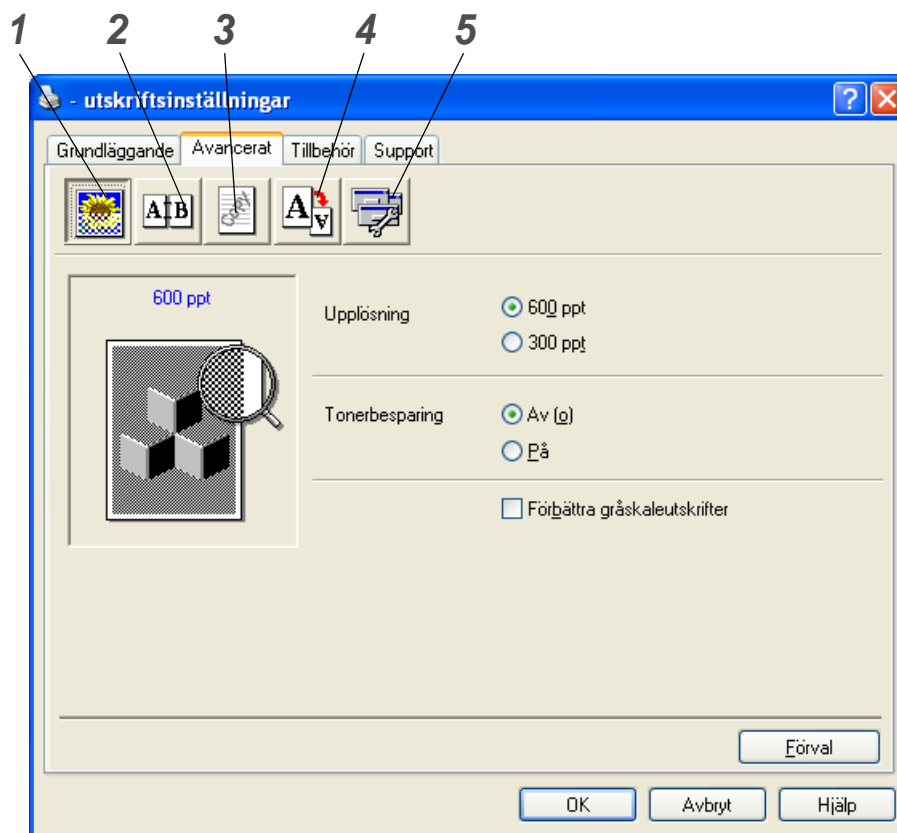 1 2 3 4 5
- utskriftsinställningar
Grundläggande Avancerat Tillbehör Support
A B COPY A A
600 ppt
Upplösning
600 ppt
300 ppt
Tonerbesparing
Av (o)
På
Förbättra gråskaleutskrifter
Förval
OK Avbryt Hjälp